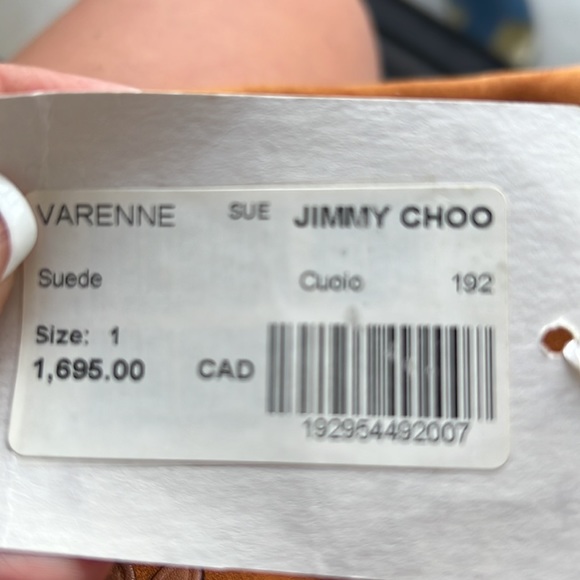 VARENNE SUE JIMMY CHOO
Suede Cuoio 192
Size: 1
1,695.00 CAD
192954492007